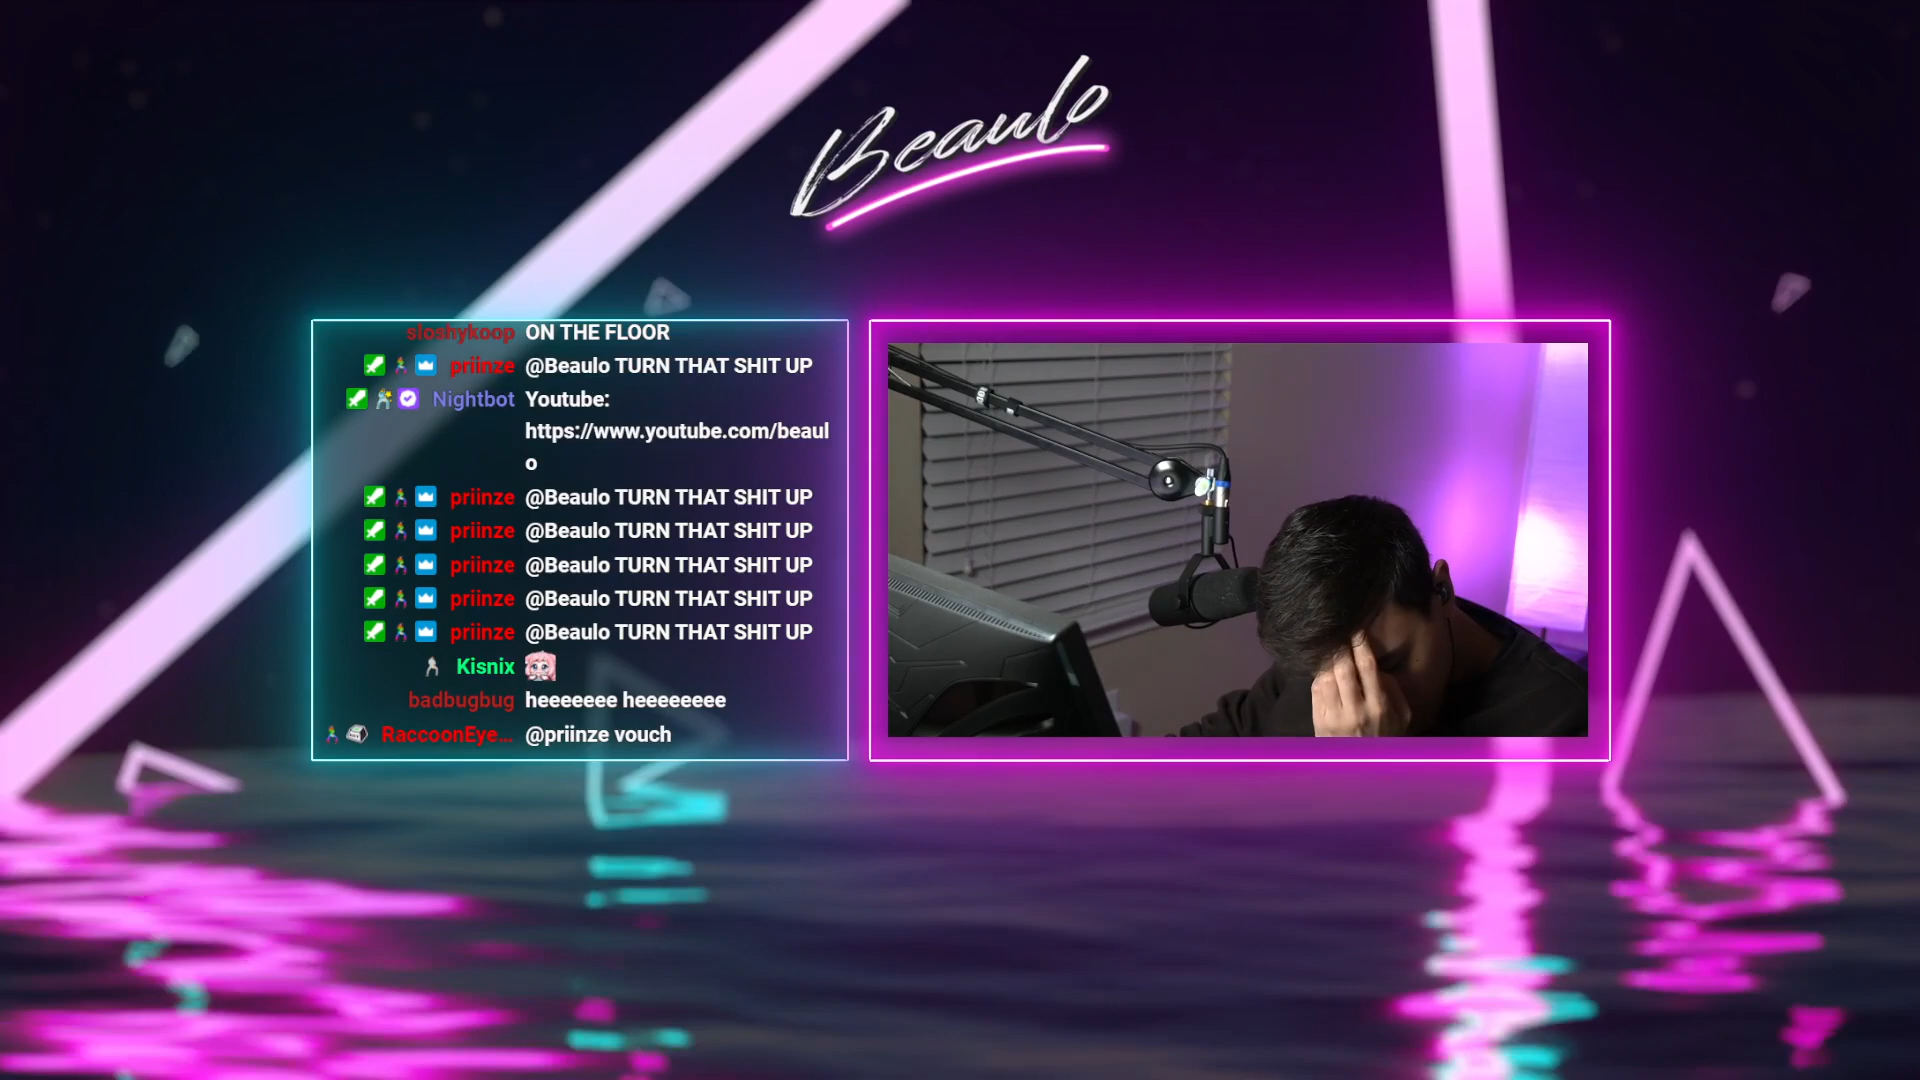 Beaulo
sloshykoop ON THE FLOOR
priinze @Beaulo TURN THAT SHIT UP
Nightbot Youtube:
https://www.youtube.com/beaul
o
priinze @Beaulo TURN THAT SHIT UP
priinze @Beaulo TURN THAT SHIT UP
priinze @Beaulo TURN THAT SHIT UP
priinze @Beaulo TURN THAT SHIT UP
priinze @Beaulo TURN THAT SHIT UP
Kisnix
badbugbug heeeeeee heeeeeeee
RaccoonEye... @priinze vouch